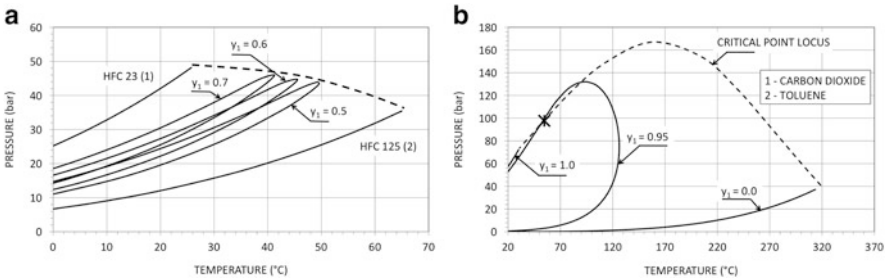 a
60
50
40
30
20
10
0
PRESSURE (bar)
HFC 23 (1)
y₁ = 0.6
y₁ = 0.7
y₁ = 0.5
HFC 125 (2)
0 10 20 30 40 50 60 70
TEMPERATURE (°C)
b
180
160
140
120
100
80
60
40
20
0
PRESSURE (bar)
CRITICAL POINT LOCUS
1 - CARBON DIOXIDE
2 - TOLUENE
y₁ = 0.95
y₁ = 1.0
y₁ = 0.0
20 70 120 170 220 270 320 370
TEMPERATURE (°C)